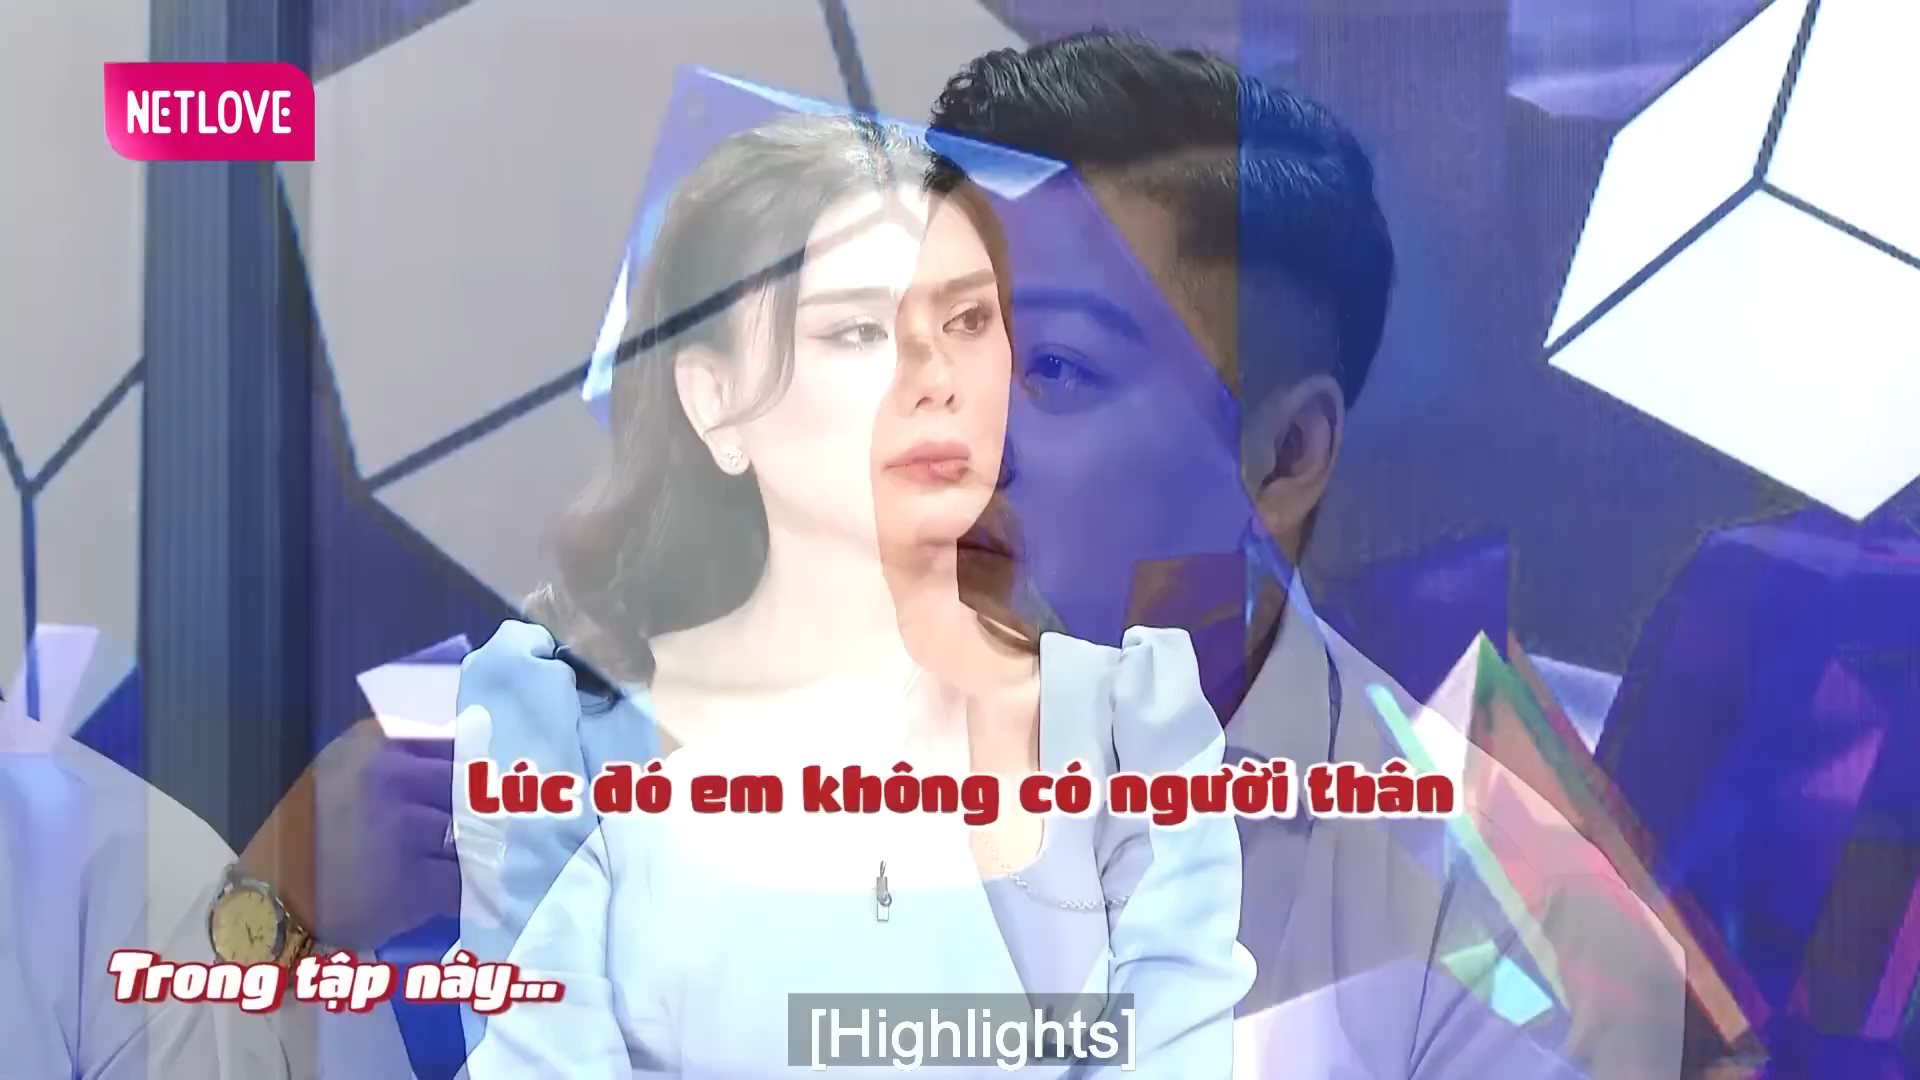 NETLOVE
Lúc đó em không có người thân
Trong tập này...
[Highlights]